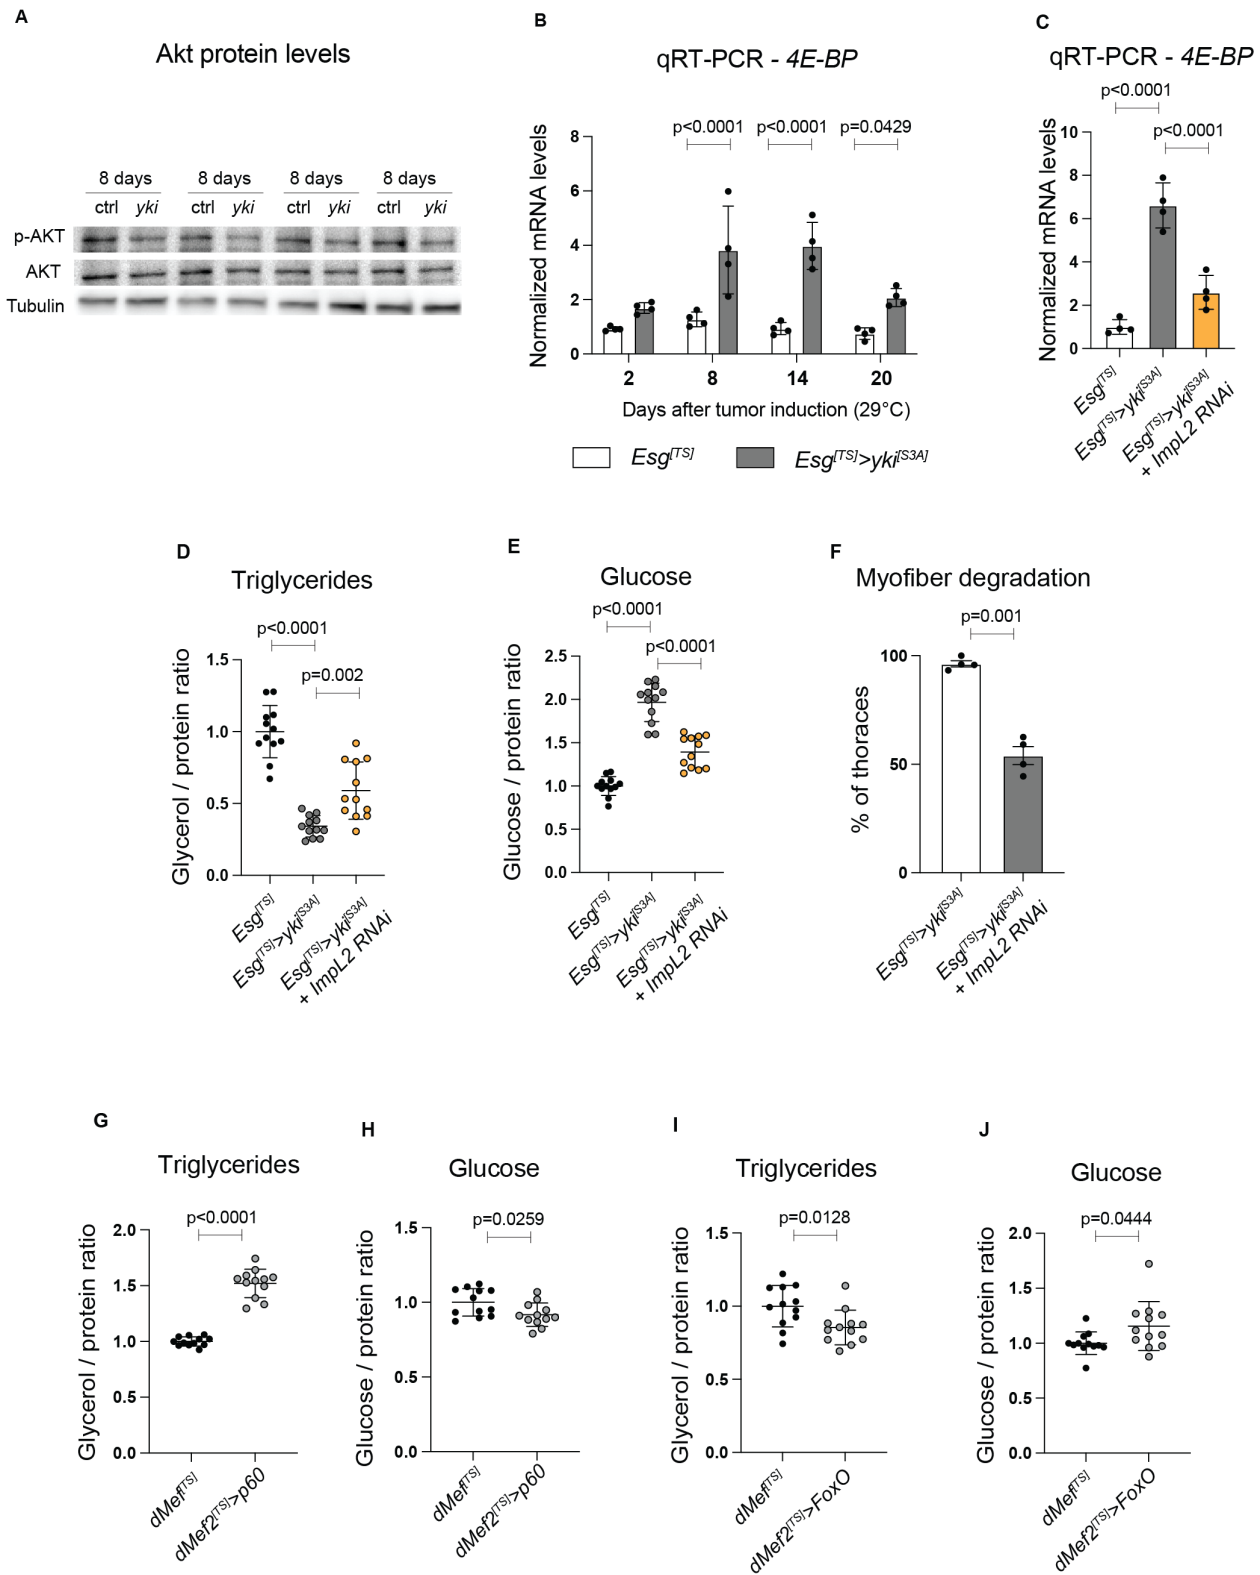 A
Akt protein levels
8 days 8 days 8 days 8 days
ctrl yki ctrl yki ctrl yki ctrl yki
p-AKT
AKT
Tubulin
B
qRT-PCR - 4E-BP
p<0.0001 p<0.0001 p=0.0429
Normalized mRNA levels
8
6
4
2
0
2 8 14 20
Days after tumor induction (29°C)
Esg[TS] Esg[TS]>yki[S3A]
C
qRT-PCR - 4E-BP
p<0.0001
p<0.0001
Normalized mRNA levels
10
8
6
4
2
0
Esg[TS]
Esg[TS]>yki[S3A]
Esg[TS]>yki[S3A]
+ ImpL2 RNAi
D
Triglycerides
p<0.0001
p=0.002
Glycerol / protein ratio
1.5
1.0
0.5
0.0
Esg[TS]
Esg[TS]>yki[S3A]
Esg[TS]>yki[S3A]
+ ImpL2 RNAi
E
Glucose
p<0.0001
p<0.0001
Glucose / protein ratio
2.5
2.0
1.5
1.0
0.5
0.0
Esg[TS]
Esg[TS]>yki[S3A]
Esg[TS]>yki[S3A]
+ ImpL2 RNAi
F
Myofiber degradation
p=0.001
% of thoraces
100
50
0
Esg[TS]>yki[S3A]
Esg[TS]>yki[S3A]
+ ImpL2 RNAi
G
Triglycerides
p<0.0001
Glycerol / protein ratio
2.0
1.5
1.0
0.5
0.0
dMef[TS]
dMef2[TS]>p60
H
Glucose
p=0.0259
Glucose / protein ratio
1.5
1.0
0.5
0.0
dMef[TS]
dMef2[TS]>p60
I
Triglycerides
p=0.0128
Glycerol / protein ratio
1.5
1.0
0.5
0.0
dMef[TS]
dMef2[TS]>FoxO
J
Glucose
p=0.0444
Glucose / protein ratio
2.0
1.5
1.0
0.5
0.0
dMef[TS]
dMef2[TS]>FoxO